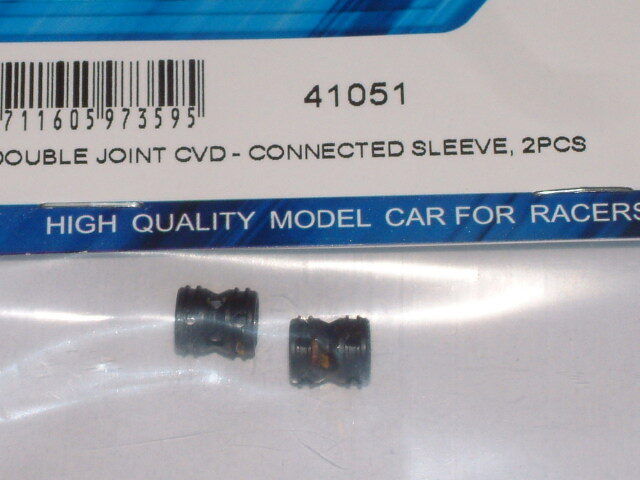 41051
711605973595
DOUBLE JOINT CVD - CONNECTED SLEEVE, 2PCS
HIGH QUALITY MODEL CAR FOR RACERS